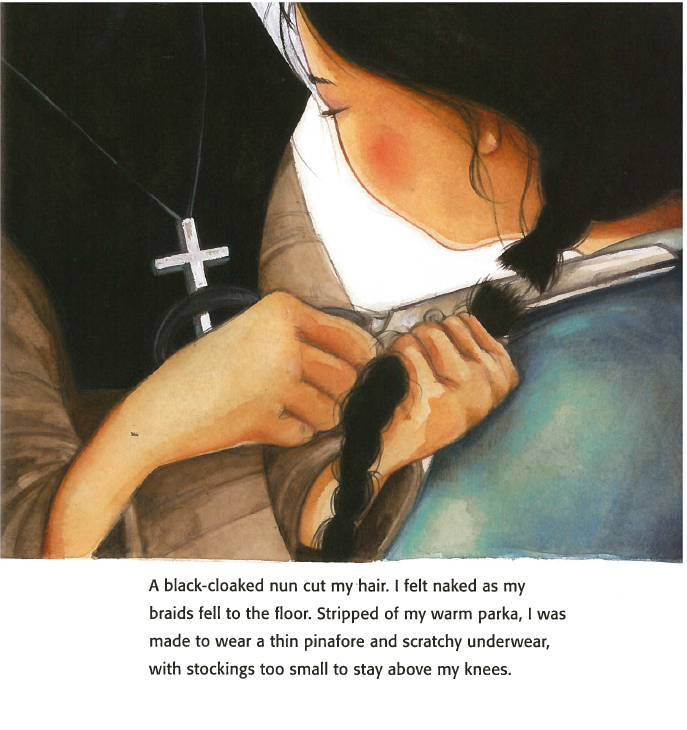 A black-cloaked nun cut my hair. I felt naked as my
braids fell to the floor. Stripped of my warm parka, I was
made to wear a thin pinafore and scratchy underwear,
with stockings too small to stay above my knees.